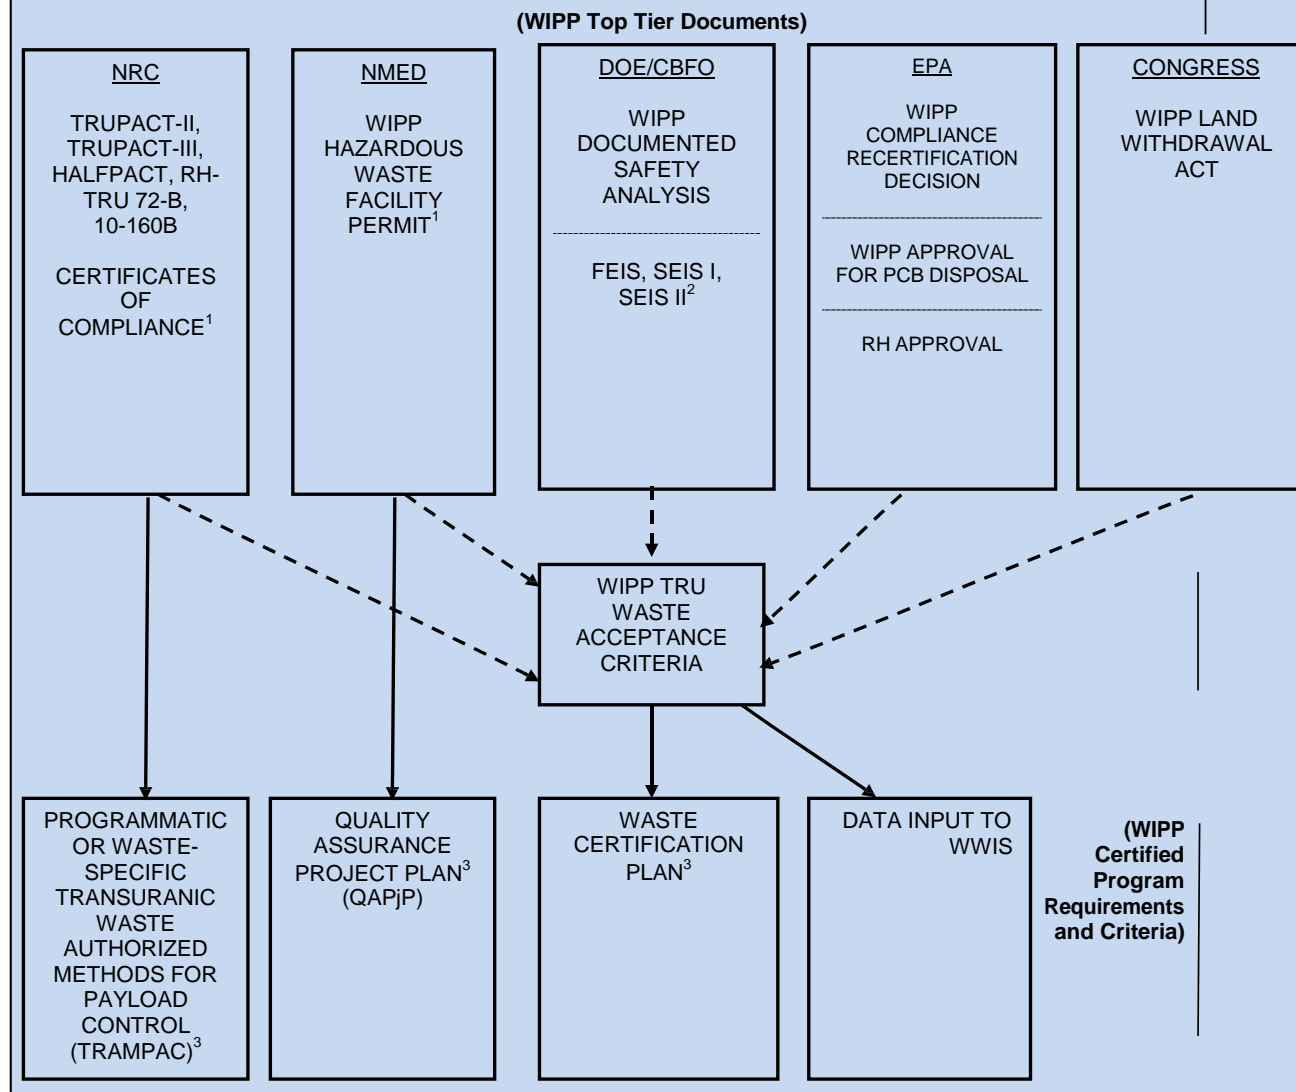 (WIPP Top Tier Documents)
NRC
TRUPACT-II,
TRUPACT-III,
HALFPACT, RH-
TRU 72-B,
10-160B
CERTIFICATES
OF
COMPLIANCE1
NMED
WIPP
HAZARDOUS
WASTE
FACILITY
PERMIT1
DOE/CBFO
WIPP
DOCUMENTED
SAFETY
ANALYSIS
FEIS, SEIS I,
SEIS II2
EPA
WIPP
COMPLIANCE
RECERTIFICATION
DECISION
WIPP APPROVAL
FOR PCB DISPOSAL
RH APPROVAL
CONGRESS
WIPP LAND
WITHDRAWAL
ACT
WIPP TRU
WASTE
ACCEPTANCE
CRITERIA
PROGRAMMATIC
OR WASTE-
SPECIFIC
TRANSURANIC
WASTE
AUTHORIZED
METHODS FOR
PAYLOAD
CONTROL
(TRAMPAC)3
QUALITY
ASSURANCE
PROJECT PLAN3
(QAPjP)
WASTE
CERTIFICATION
PLAN3
DATA INPUT TO
WWIS
(WIPP
Certified
Program
Requirements
and Criteria)